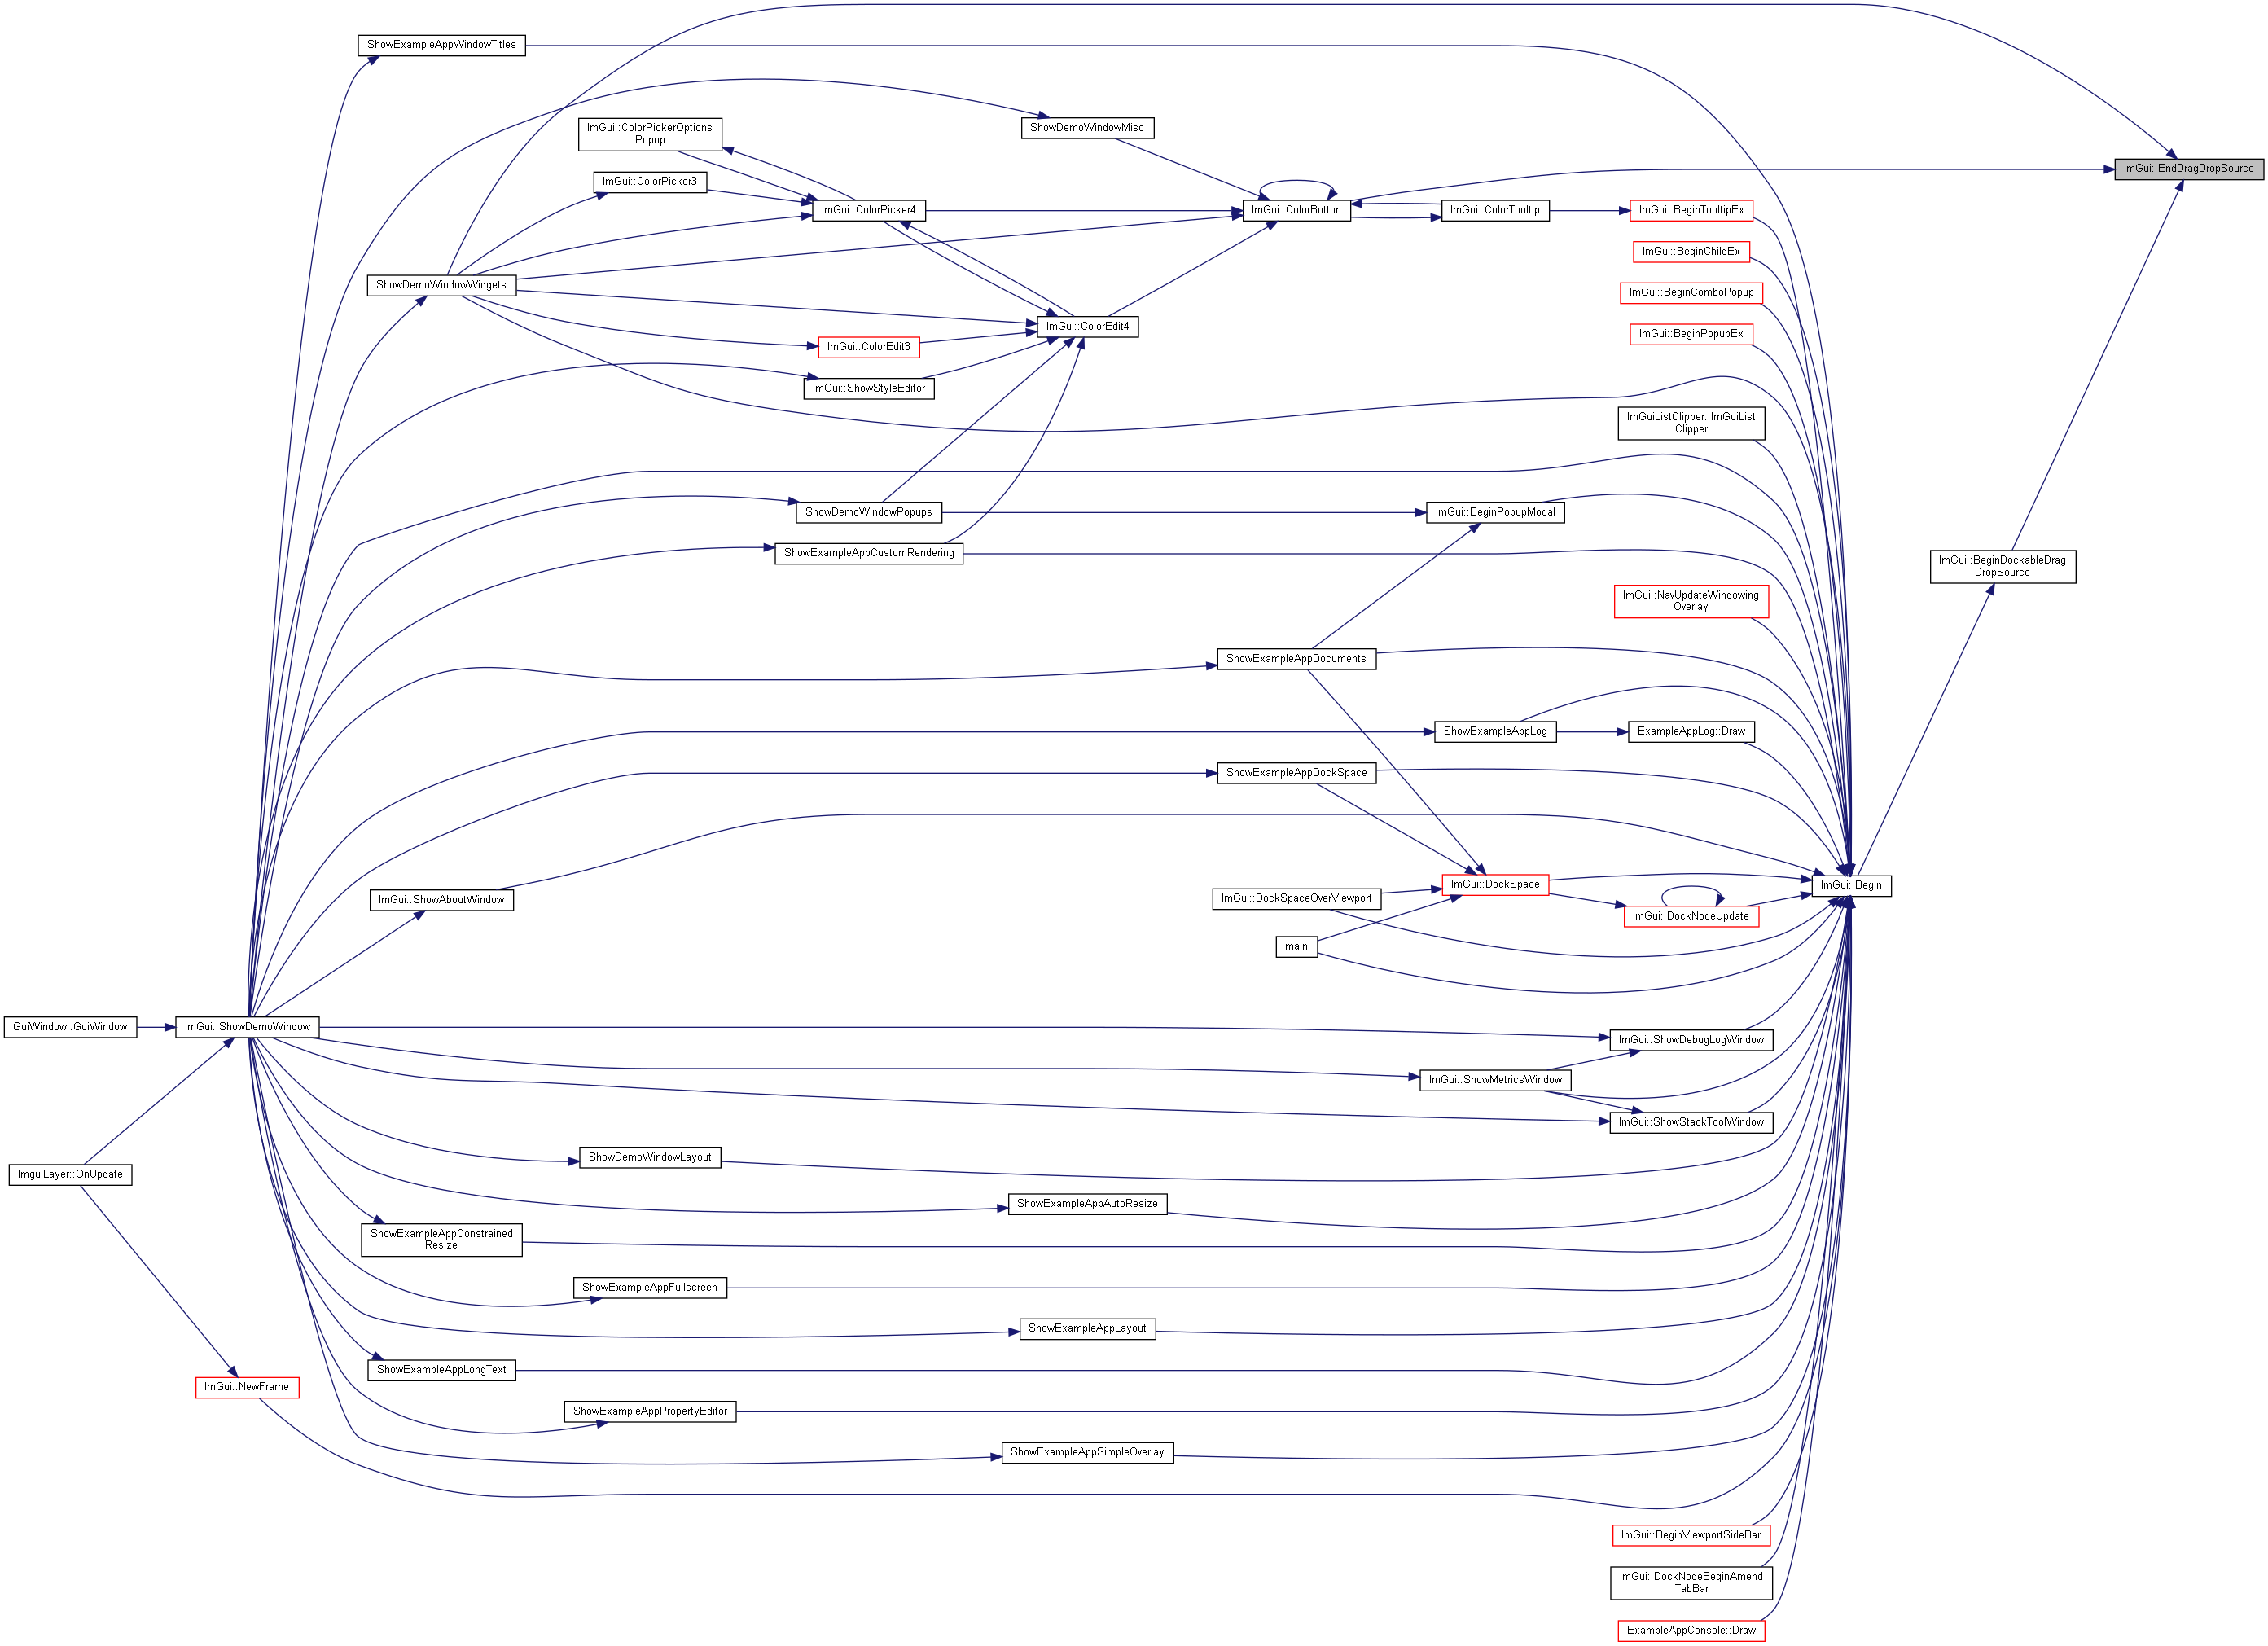 ShowExampleAppWindowTitles
ImGui::ColorPickerOptions
Popup
ShowDemoWindowMisc
ImGui::EndDragDropSource
ImGui::ColorPicker3
ImGui::ColorPicker4
ImGui::ColorButton
ImGui::ColorTooltip
ImGui::BeginTooltipEx
ImGui::BeginChildEx
ShowDemoWindowWidgets
ImGui::BeginComboPopup
ImGui::ColorEdit4
ImGui::BeginPopupEx
ImGui::ColorEdit3
ImGui::ShowStyleEditor
ImGuiListClipper::ImGuiList
Clipper
ShowDemoWindowPopups
ImGui::BeginPopupModal
ShowExampleAppCustomRendering
ImGui::BeginDockableDrag
DropSource
ImGui::NavUpdateWindowing
Overlay
ShowExampleAppDocuments
ShowExampleAppLog
ExampleAppLog::Draw
ShowExampleAppDockSpace
ImGui::ShowAboutWindow
ImGui::DockSpaceOverViewport
ImGui::DockSpace
ImGui::Begin
ImGui::DockNodeUpdate
main
GuiWindow::GuiWindow
ImGui::ShowDemoWindow
ImGui::ShowDebugLogWindow
ImGui::ShowMetricsWindow
ImGui::ShowStackToolWindow
ShowDemoWindowLayout
ImguiLayer::OnUpdate
ShowExampleAppAutoResize
ShowExampleAppConstrained
Resize
ShowExampleAppFullscreen
ShowExampleAppLayout
ShowExampleAppLongText
ImGui::NewFrame
ShowExampleAppPropertyEditor
ShowExampleAppSimpleOverlay
ImGui::BeginViewportSideBar
ImGui::DockNodeBeginAmend
TabBar
ExampleAppConsole::Draw